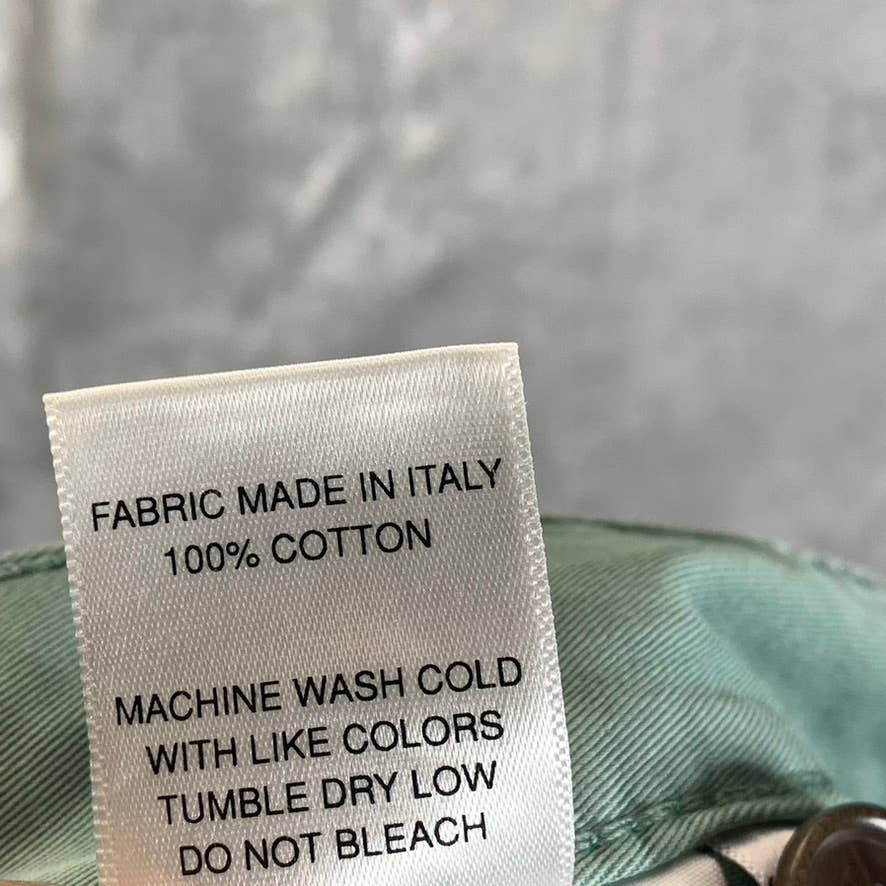 FABRIC MADE IN ITALY
100% COTTON
MACHINE WASH COLD
WITH LIKE COLORS
TUMBLE DRY LOW
DO NOT BLEACH